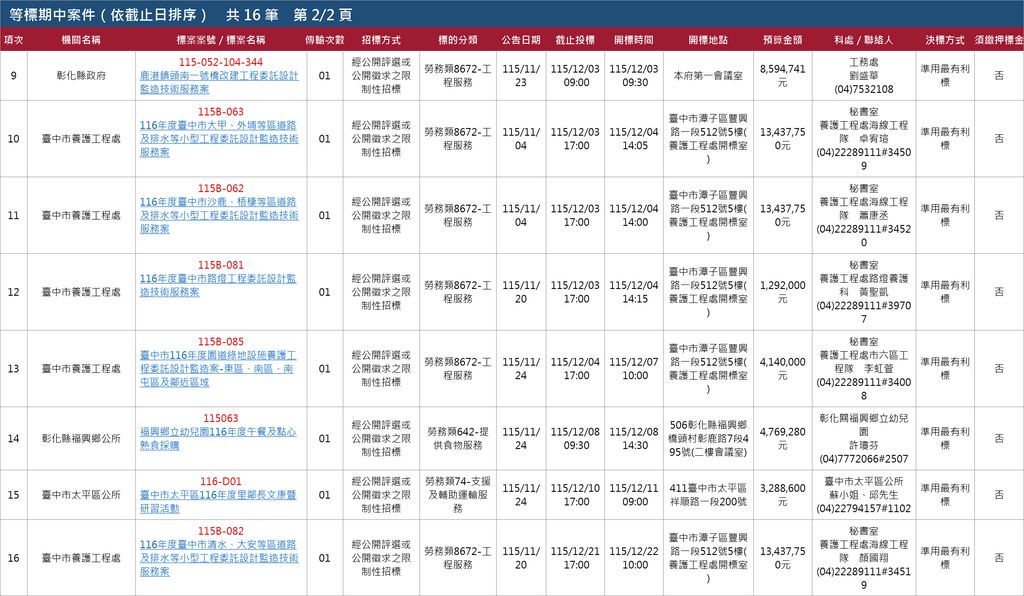 等標期中案件（依截止日排序）　共 16 筆　第 2/2 頁
項次 機關名稱 標案案號 / 標案名稱 傳輸次數 招標方式 標的分類 公告日期 截止投標 開標時間 開標地點 預算金額 科處 / 聯絡人 決標方式 須繳押標金
9
彰化縣政府
115-052-104-344
鹿港鎮頭南一號橋改建工程委託設計
監造技術服務案
01
經公開評選或
公開徵求之限
制性招標
勞務類8672-工
程服務
115/11/
23
115/12/03
09:00
115/12/03
09:30
本府第一會議室
8,594,741
元
工務處
劉盛華
(04)7532108
準用最有利
標
否
10
臺中市養護工程處
115B-063
116年度臺中市大甲、外埔等區道路
及排水等小型工程委託設計監造技術
服務案
01
經公開評選或
公開徵求之限
制性招標
勞務類8672-工
程服務
115/11/
04
115/12/03
17:00
115/12/04
14:05
臺中市潭子區豐興
路一段512號5樓(
養護工程處開標室
)
13,437,75
0元
秘書室
養護工程處海線工程
隊　卓宥瑄
(04)22289111#3450
9
準用最有利
標
否
11
臺中市養護工程處
115B-062
116年度臺中市沙鹿、梧棲等區道路
及排水等小型工程委託設計監造技術
服務案
01
經公開評選或
公開徵求之限
制性招標
勞務類8672-工
程服務
115/11/
04
115/12/03
17:00
115/12/04
14:00
臺中市潭子區豐興
路一段512號5樓(
養護工程處開標室
)
13,437,75
0元
秘書室
養護工程處海線工程
隊　蕭康丞
(04)22289111#3452
0
準用最有利
標
否
12
臺中市養護工程處
115B-081
116年度臺中市路燈工程委託設計監
造技術服務案
01
經公開評選或
公開徵求之限
制性招標
勞務類8672-工
程服務
115/11/
20
115/12/03
17:00
115/12/04
14:15
臺中市潭子區豐興
路一段512號5樓(
養護工程處開標室
)
1,292,000
元
秘書室
養護工程處路燈養護
科　黃聖凱
(04)22289111#3970
7
準用最有利
標
否
13
臺中市養護工程處
115B-085
臺中市116年度園道綠地設施養護工
程委託設計監造案-東區、南區、南
屯區及鄰近區域
01
經公開評選或
公開徵求之限
制性招標
勞務類8672-工
程服務
115/11/
24
115/12/04
17:00
115/12/07
10:00
臺中市潭子區豐興
路一段512號5樓(
養護工程處開標室
)
4,140,000
元
秘書室
養護工程處市六區工
程隊　李虹萱
(04)22289111#3400
8
準用最有利
標
否
14
彰化縣福興鄉公所
115063
福興鄉立幼兒園116年度午餐及點心
熟食採購
01
經公開評選或
公開徵求之限
制性招標
勞務類642-提
供食物服務
115/11/
24
115/12/08
09:30
115/12/08
14:30
506彰化縣福興鄉
橋頭村彰鹿路7段4
95號(二樓會議室)
4,769,280
元
彰化縣福興鄉立幼兒
園
許瓊芬
(04)7772066#2507
準用最有利
標
否
15
臺中市太平區公所
116-D01
臺中市太平區116年度里鄰長文康暨
研習活動
01
經公開評選或
公開徵求之限
制性招標
勞務類74-支援
及輔助運輸服
務
115/11/
24
115/12/10
17:00
115/12/11
09:00
411臺中市太平區
祥順路一段200號
3,288,600
元
臺中市太平區公所
蘇小姐、邱先生
(04)22794157#1102
準用最有利
標
否
16
臺中市養護工程處
115B-082
116年度臺中市清水、大安等區道路
及排水等小型工程委託設計監造技術
服務案
01
經公開評選或
公開徵求之限
制性招標
勞務類8672-工
程服務
115/11/
20
115/12/21
17:00
115/12/22
10:00
臺中市潭子區豐興
路一段512號5樓(
養護工程處開標室
)
13,437,75
0元
秘書室
養護工程處海線工程
隊　顏國翔
(04)22289111#3451
9
準用最有利
標
否